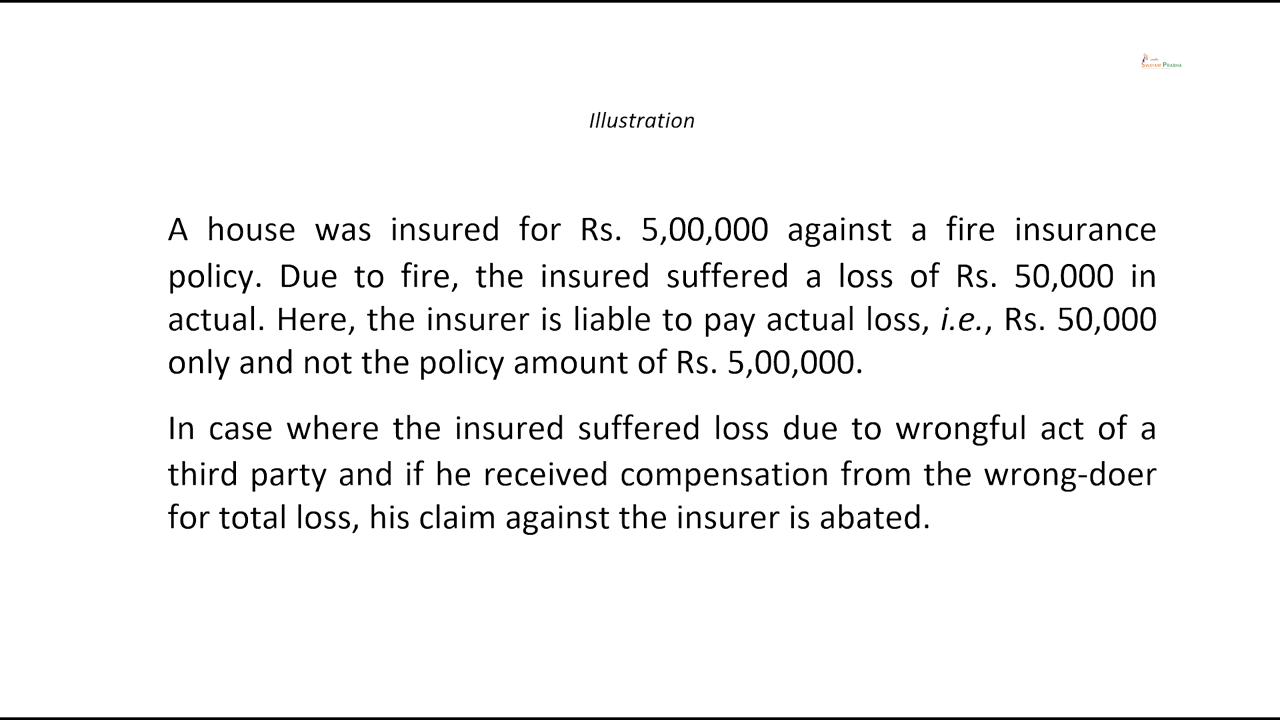 SWAYAM PRABHA
Illustration
A house was insured for Rs. 5,00,000 against a fire insurance
policy. Due to fire, the insured suffered a loss of Rs. 50,000 in
actual. Here, the insurer is liable to pay actual loss, i.e., Rs. 50,000
only and not the policy amount of Rs. 5,00,000.
In case where the insured suffered loss due to wrongful act of a
third party and if he received compensation from the wrong-doer
for total loss, his claim against the insurer is abated.